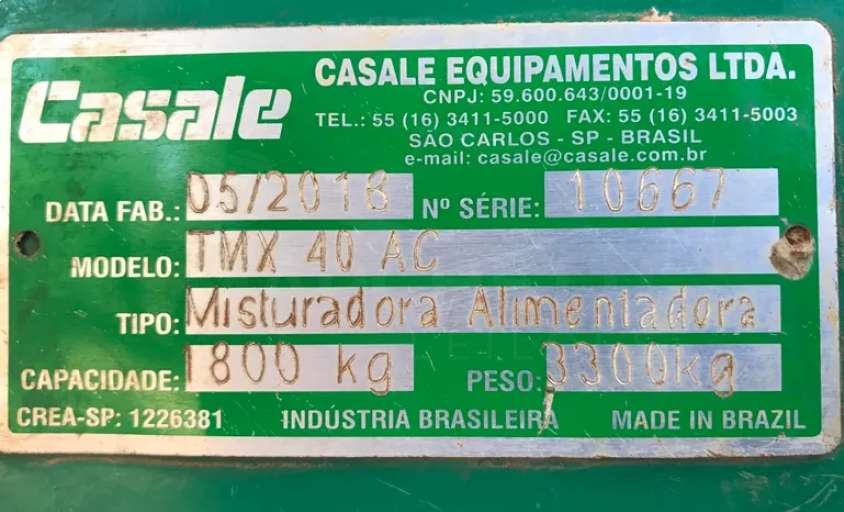 Casale
CASALE EQUIPAMENTOS LTDA.
CNPJ: 59.600.643/0001-19
TEL.: 55 (16) 3411-5000 FAX: 55 (16) 3411-5003
SÃO CARLOS - SP - BRASIL
e-mail: casale@casale.com.br
DATA FAB.: 05/2018 Nº SÉRIE: 10667
MODELO: TMX 40 AC
TIPO: Misturadora Alimentadora
CAPACIDADE: 1800 kg PESO: 3300kg
CREA-SP: 1226381 INDÚSTRIA BRASILEIRA MADE IN BRAZIL